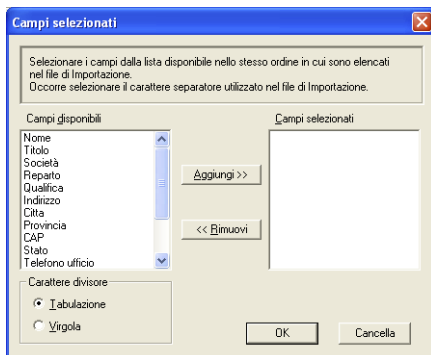 Campi selezionati
Selezionare i campi dalla lista disponibile nello stesso ordine in cui sono elencati
nel file di Importazione.
Occorre selezionare il carattere separatore utilizzato nel file di Importazione.
Campi disponibili
Campi selezionati
Nome
Titolo
Società
Reparto
Qualifica
Indirizzo
Citta
Provincia
CAP
Stato
Telefono ufficio
Aggiungi >>
<< Rimuovi
Carattere divisore
Tabulazione
Virgola
OK
Cancella